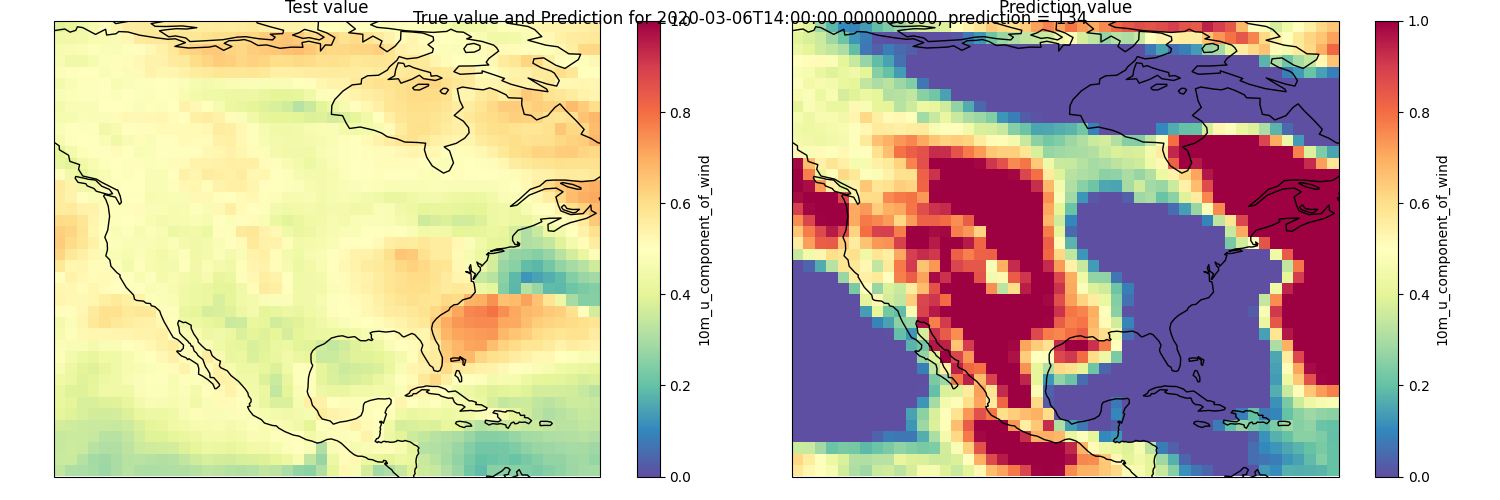 Test value
True value and Prediction for 2020-03-06T14:00:00.000000000, prediction = 134
Prediction value
1.0
0.8
0.6
0.4
0.2
0.0
10m_u_component_of_wind
1.0
0.8
0.6
0.4
0.2
0.0
10m_u_component_of_wind